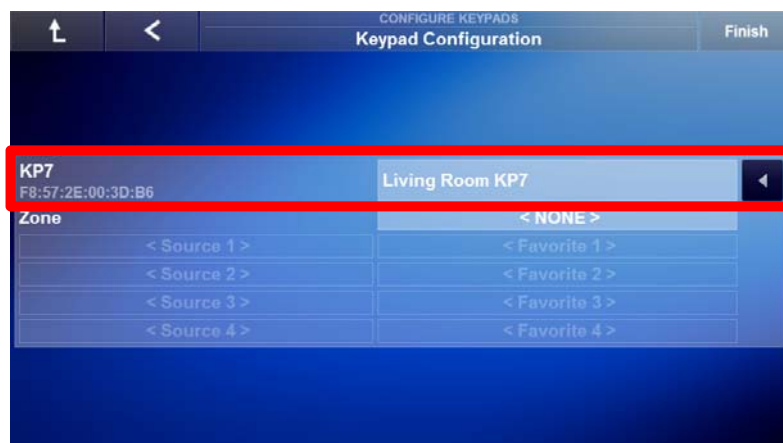 CONFIGURE KEYPADS
Keypad Configuration
Finish
KP7
F8:57:2E:00:3D:B6
Living Room KP7
Zone
< NONE >
< Source 1 >
< Favorite 1 >
< Source 2 >
< Favorite 2 >
< Source 3 >
< Favorite 3 >
< Source 4 >
< Favorite 4 >